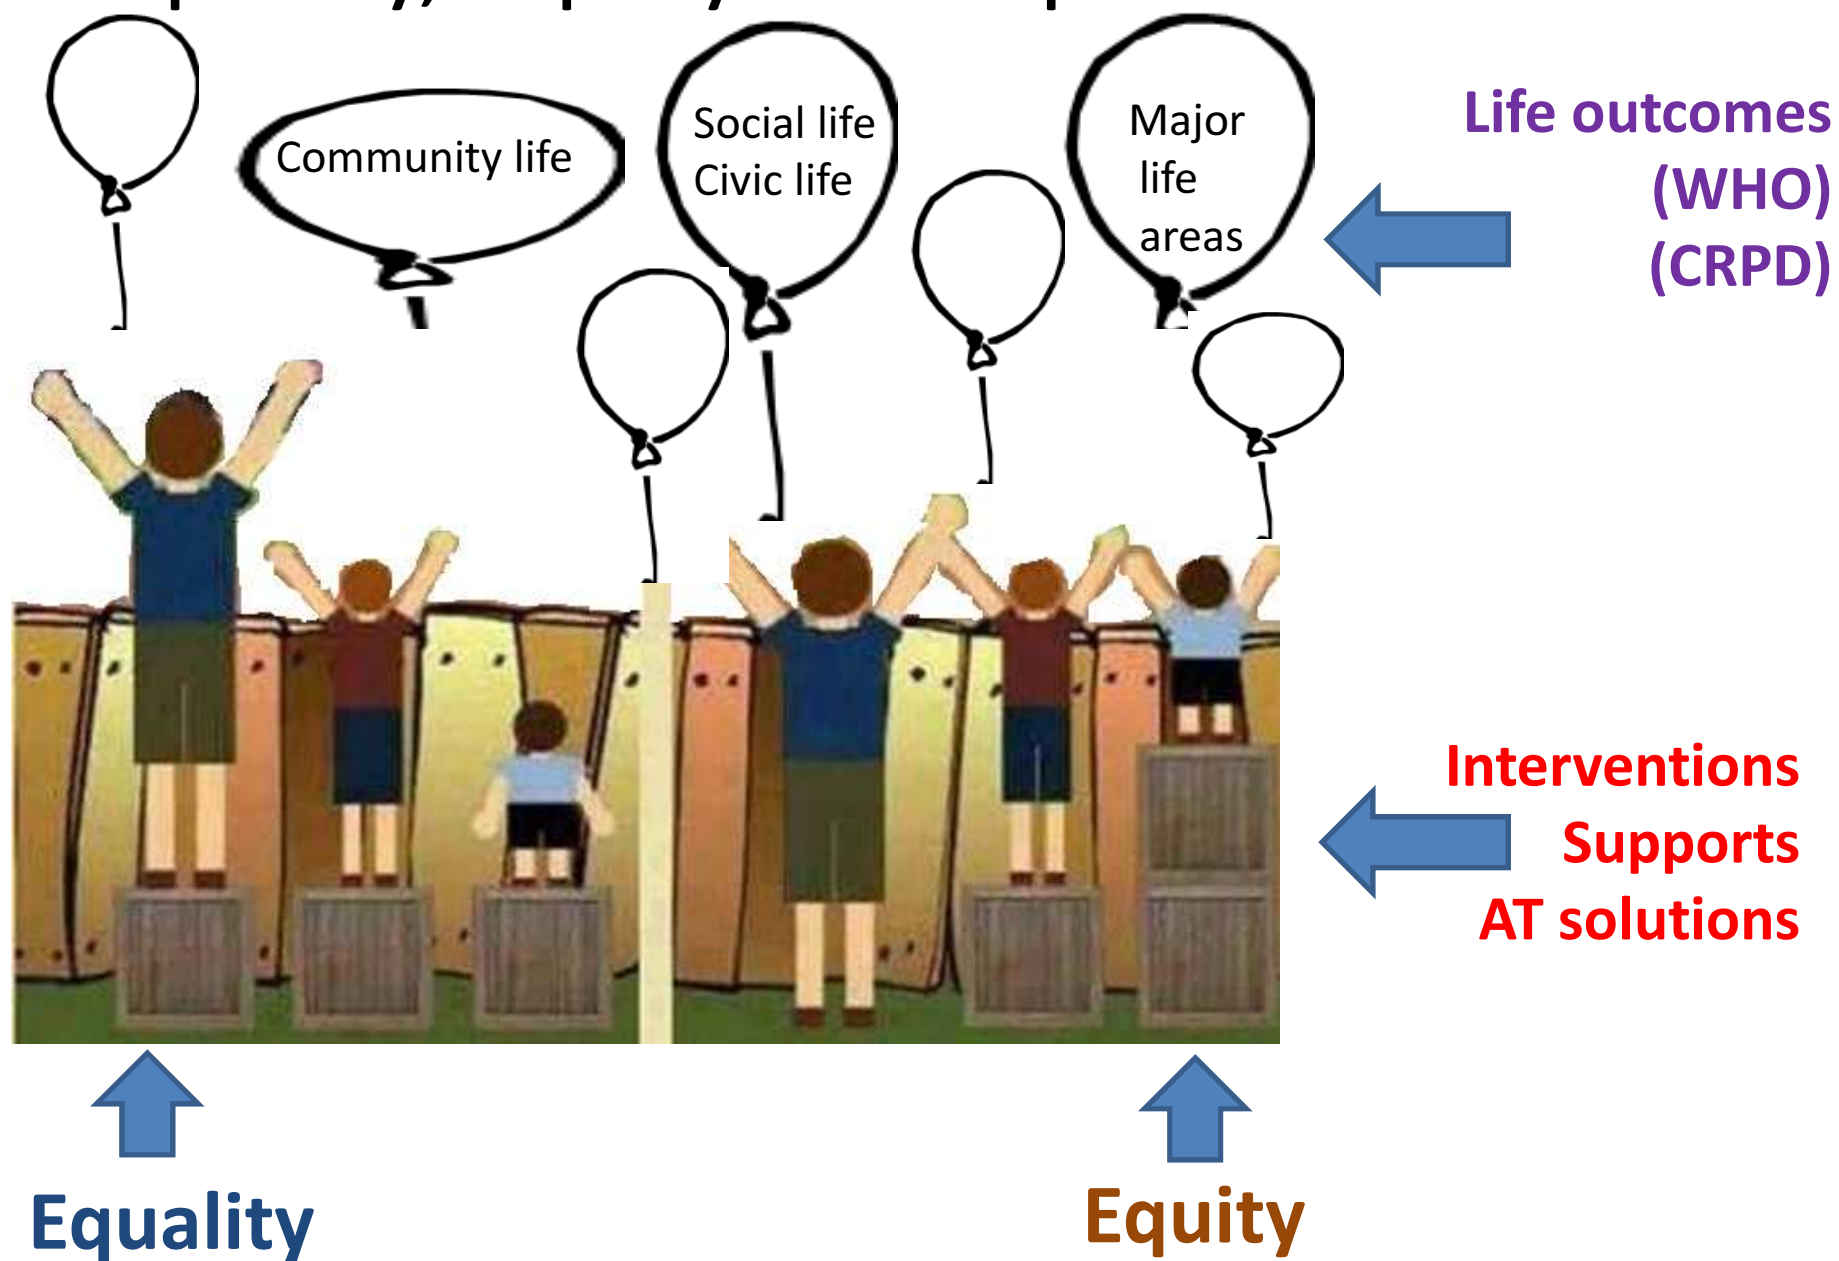 Community life
Social life
Civic life
Major
life
areas
Life outcomes
(WHO)
(CRPD)
Interventions
Supports
AT solutions
Equality
Equity